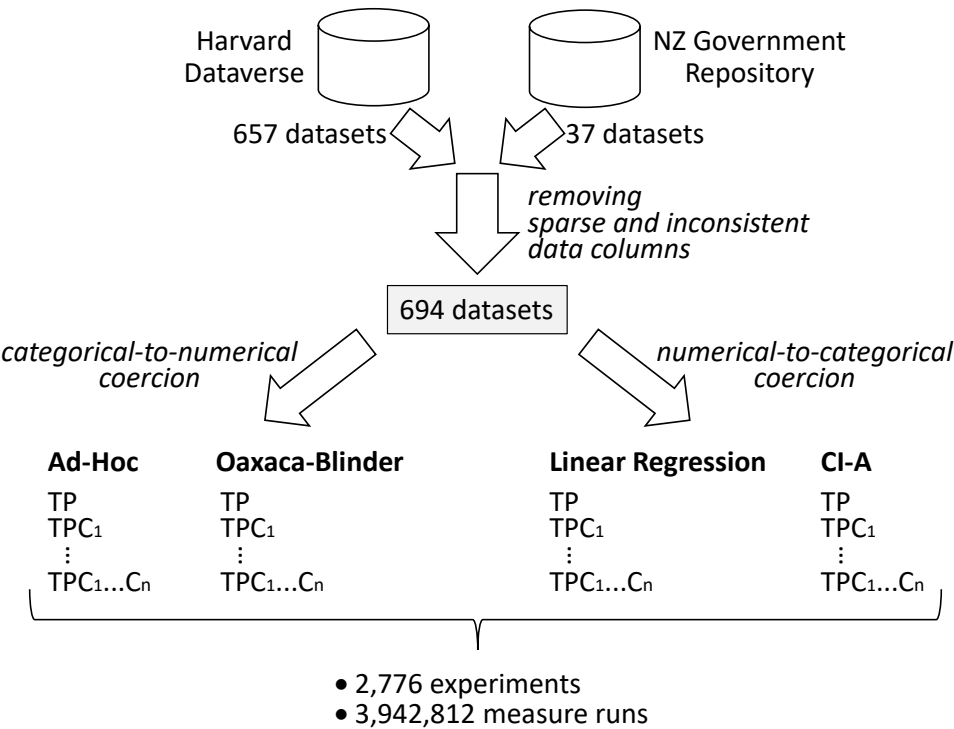 Harvard
Dataverse
NZ Government
Repository
657 datasets
37 datasets
removing
sparse and inconsistent
data columns
694 datasets
categorical-to-numerical
coercion
numerical-to-categorical
coercion
Ad-Hoc
TP
TPC₁
⋮
TPC₁...Cₙ
Oaxaca-Blinder
TP
TPC₁
⋮
TPC₁...Cₙ
Linear Regression
TP
TPC₁
⋮
TPC₁...Cₙ
CI-A
TP
TPC₁
⋮
TPC₁...Cₙ
• 2,776 experiments
• 3,942,812 measure runs